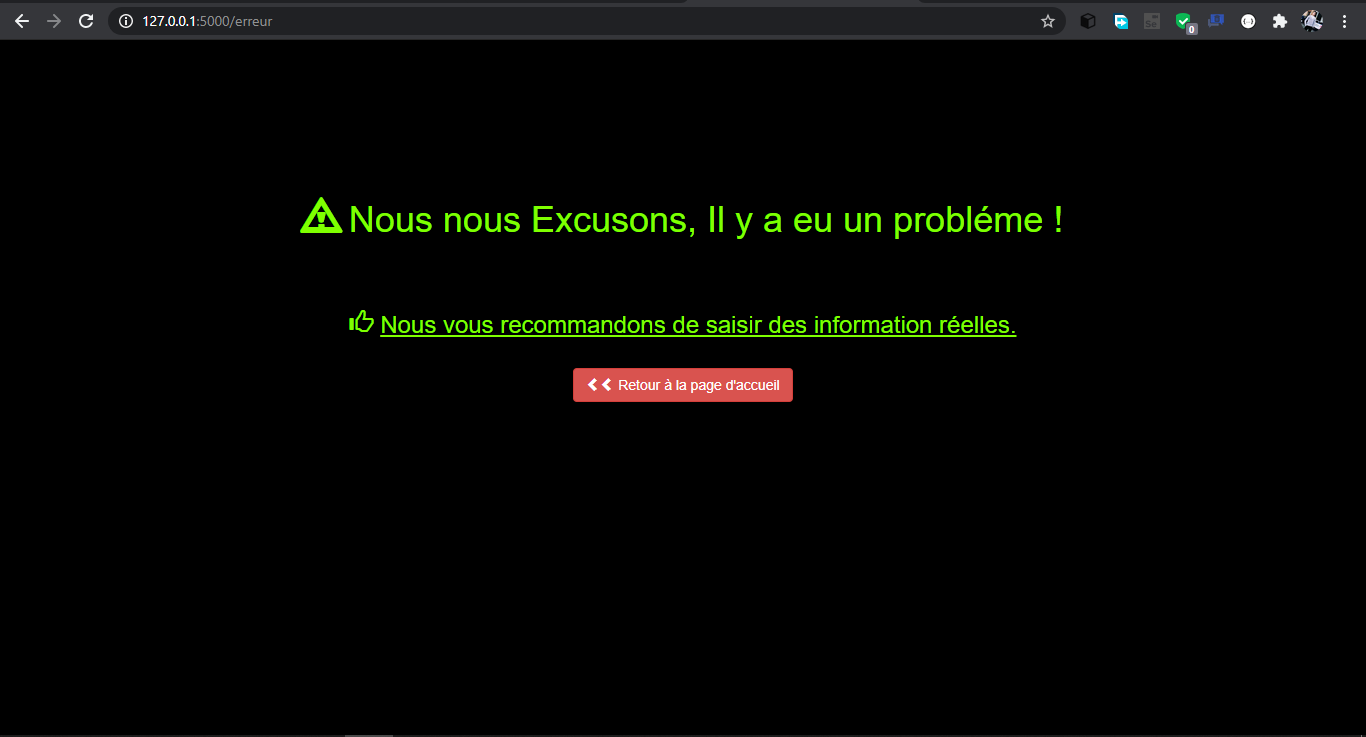 127.0.0.1:5000/erreur
0
Nous nous Excusons, Il y a eu un probléme !
Nous vous recommandons de saisir des information réelles.
Retour à la page d'accueil